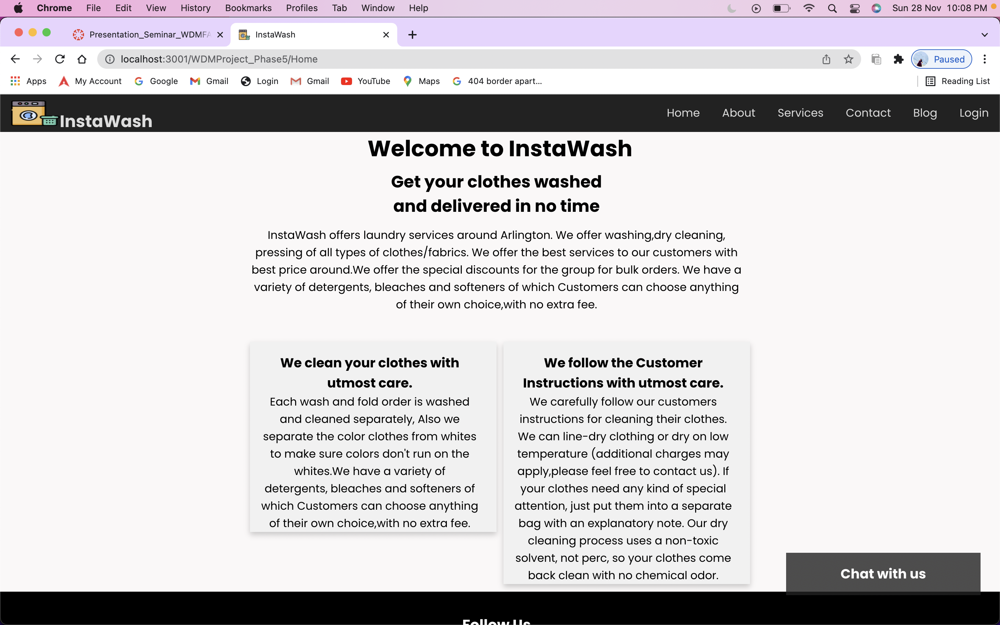 Chrome File Edit View History Bookmarks Profiles Tab Window Help Sun 28 Nov 10:08 PM
Presentation_Seminar_WDMFA InstaWash
localhost:3001/WDMProject_Phase5/Home Paused
Apps My Account Google Gmail Login Gmail YouTube Maps 404 border apart... Reading List
InstaWash Home About Services Contact Blog Login
Welcome to InstaWash
Get your clothes washed
and delivered in no time
InstaWash offers laundry services around Arlington. We offer washing,dry cleaning,
pressing of all types of clothes/fabrics. We offer the best services to our customers with
best price around.We offer the special discounts for the group for bulk orders. We have a
variety of detergents, bleaches and softeners of which Customers can choose anything
of their own choice,with no extra fee.
We clean your clothes with
utmost care.
Each wash and fold order is washed
and cleaned separately, Also we
separate the color clothes from whites
to make sure colors don't run on the
whites.We have a variety of
detergents, bleaches and softeners of
which Customers can choose anything
of their own choice,with no extra fee.
We follow the Customer
Instructions with utmost care.
We carefully follow our customers
instructions for cleaning their clothes.
We can line-dry clothing or dry on low
temperature (additional charges may
apply,please feel free to contact us). If
your clothes need any kind of special
attention, just put them into a separate
bag with an explanatory note. Our dry
cleaning process uses a non-toxic
solvent, not perc, so your clothes come
back clean with no chemical odor.
Chat with us
Follow Us